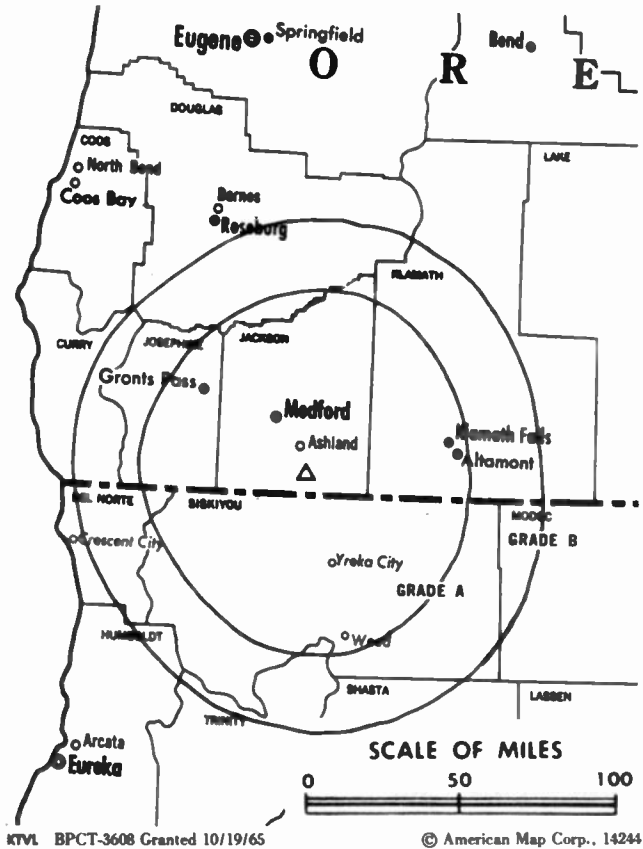 Eugene Springfield
Bend
O R E
DOUGLAS
COOS
LAKE
North Bend
Coos Bay
Barnes
Roseburg
KLAMATH
CURRY
JOSEPHINE
JACKSON
Gronts Pass
Medford
Ashland
Klamath Falls
Altamont
DEL NORTE
SISKIYOU
MODOC
GRADE B
Crescent City
Yreka City
GRADE A
HUMBOLDT
Weed
SHASTA
LASSEN
TRINITY
Arcata
Eureka
SCALE OF MILES
0 50 100
KTVL BPCT-3608 Granted 10/19/65 © American Map Corp., 14244